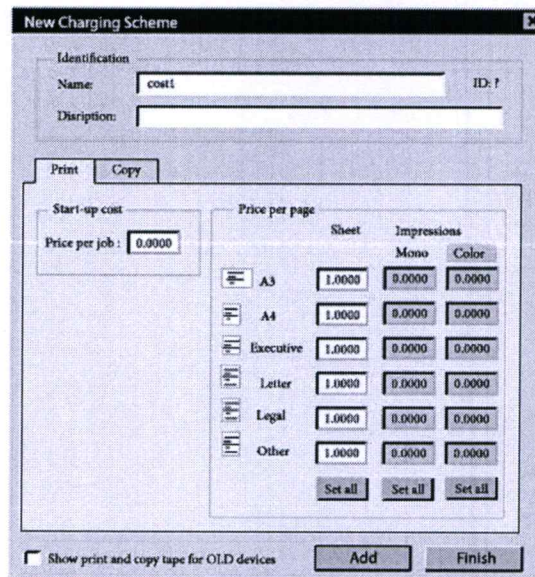 New Charging Scheme
Identification
Name: cost1 ID: ?
Disription:
Print Copy
Start-up cost
Price per job : 0.0000
Price per page
Sheet Impressions
Mono Color
A3 1.0000 0.0000 0.0000
A4 1.0000 0.0000 0.0000
Executive 1.0000 0.0000 0.0000
Letter 1.0000 0.0000 0.0000
Legal 1.0000 0.0000 0.0000
Other 1.0000 0.0000 0.0000
Set all Set all Set all
Show print and copy tape for OLD devices Add Finish